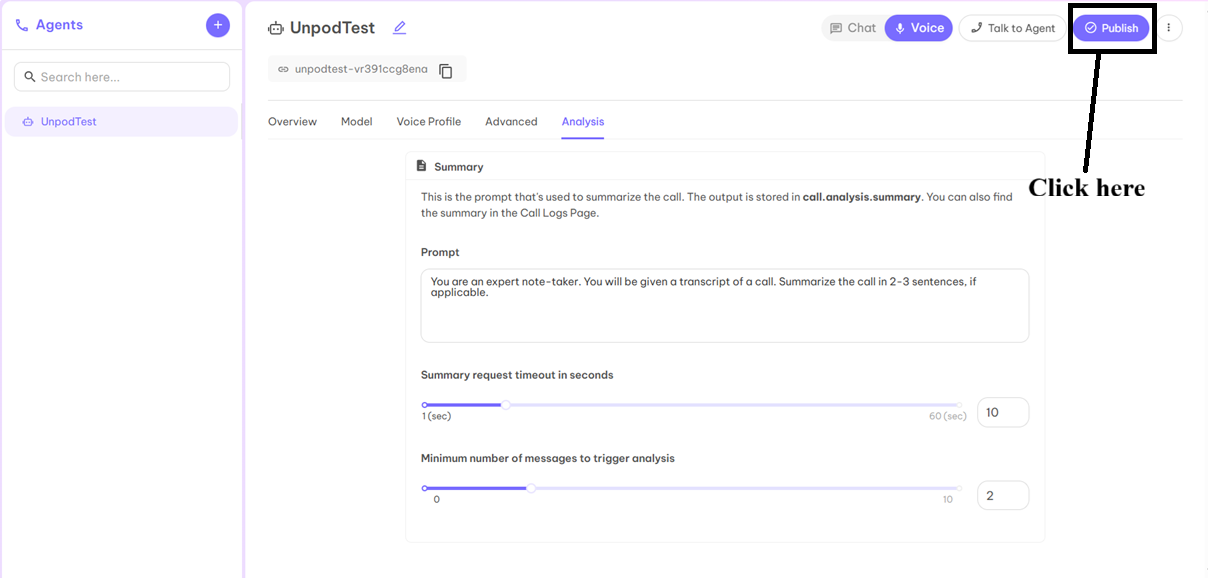 Agents
+
Search here...
UnpodTest
UnpodTest
Chat
Voice
Talk to Agent
Publish
unpodtest-vr391ccg8ena
Overview
Model
Voice Profile
Advanced
Analysis
Click here
Summary
This is the prompt that's used to summarize the call. The output is stored in call.analysis.summary. You can also find
the summary in the Call Logs Page.
Prompt
You are an expert note-taker. You will be given a transcript of a call. Summarize the call in 2-3 sentences, if
applicable.
Summary request timeout in seconds
1 (sec)
60 (sec)
10
Minimum number of messages to trigger analysis
0
10
2